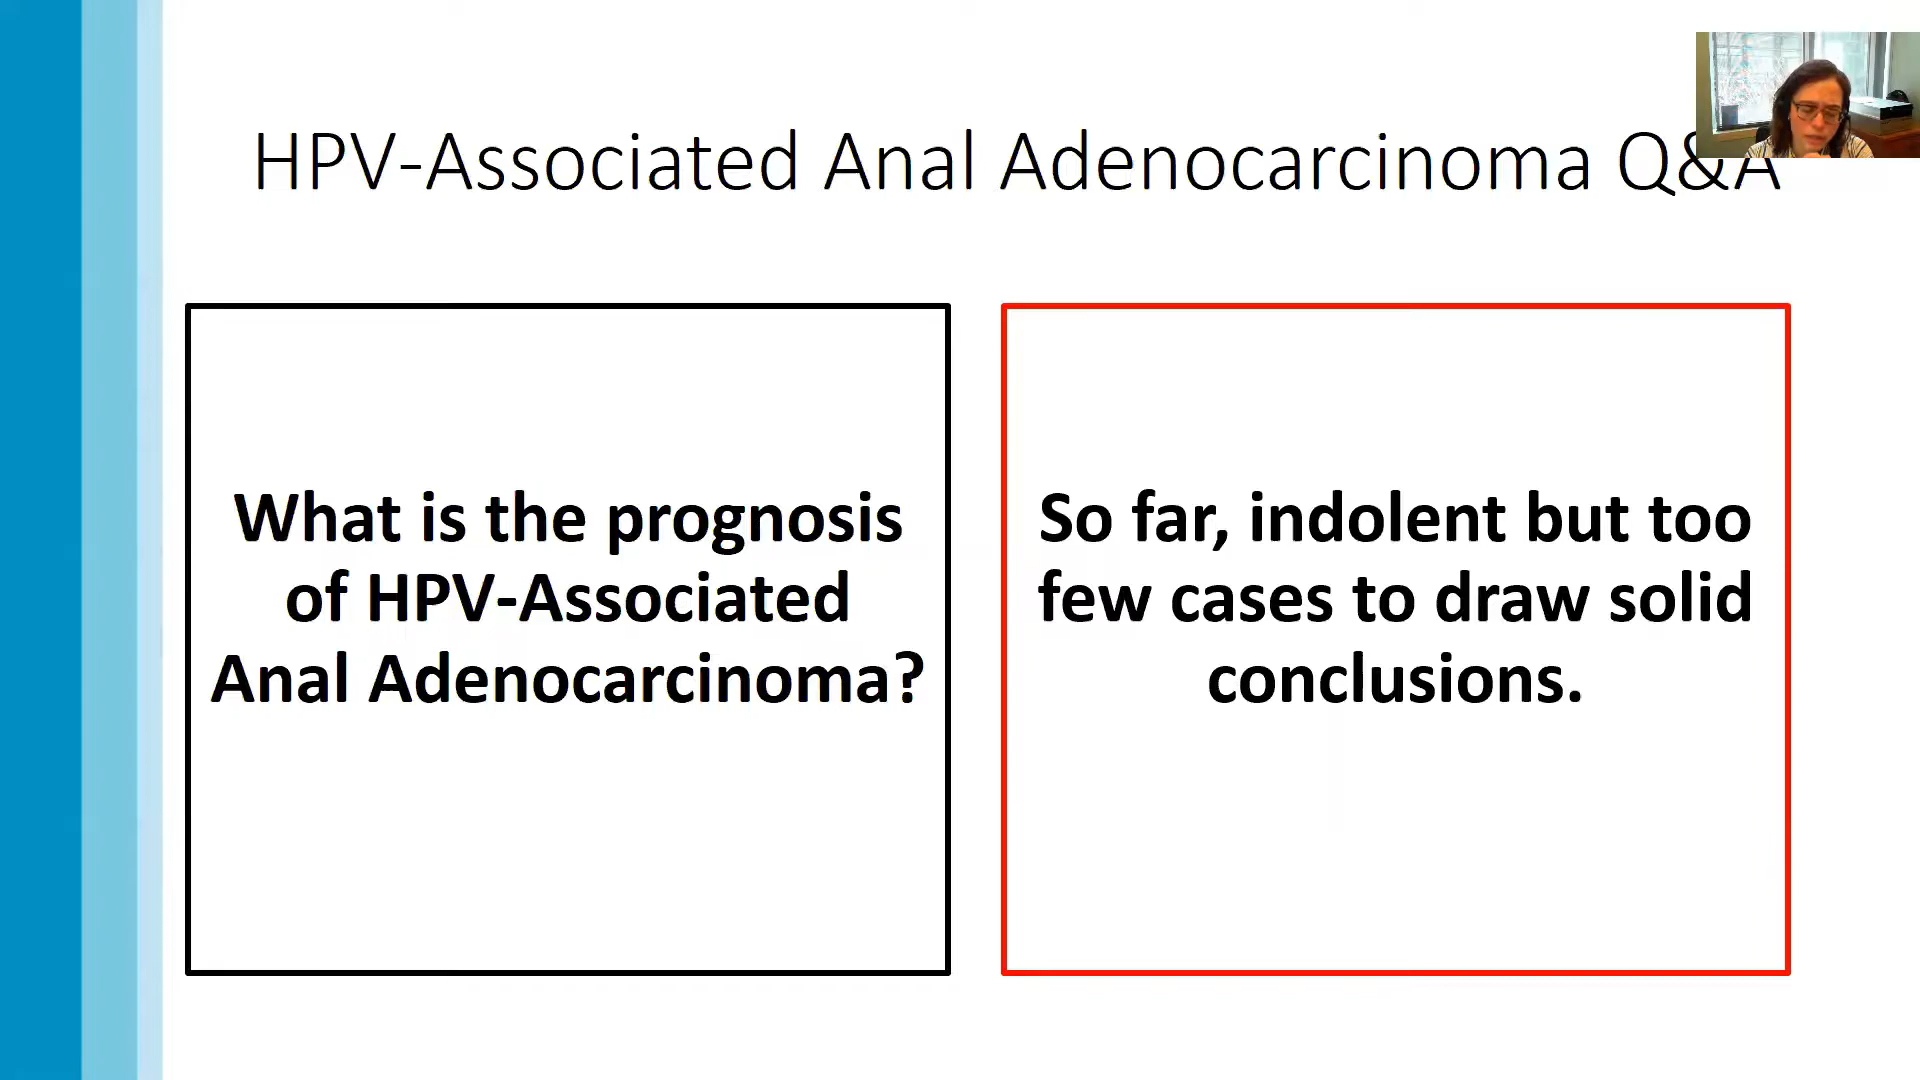 HPV-Associated Anal Adenocarcinoma Q&A
What is the prognosis
of HPV-Associated
Anal Adenocarcinoma?
So far, indolent but too
few cases to draw solid
conclusions.